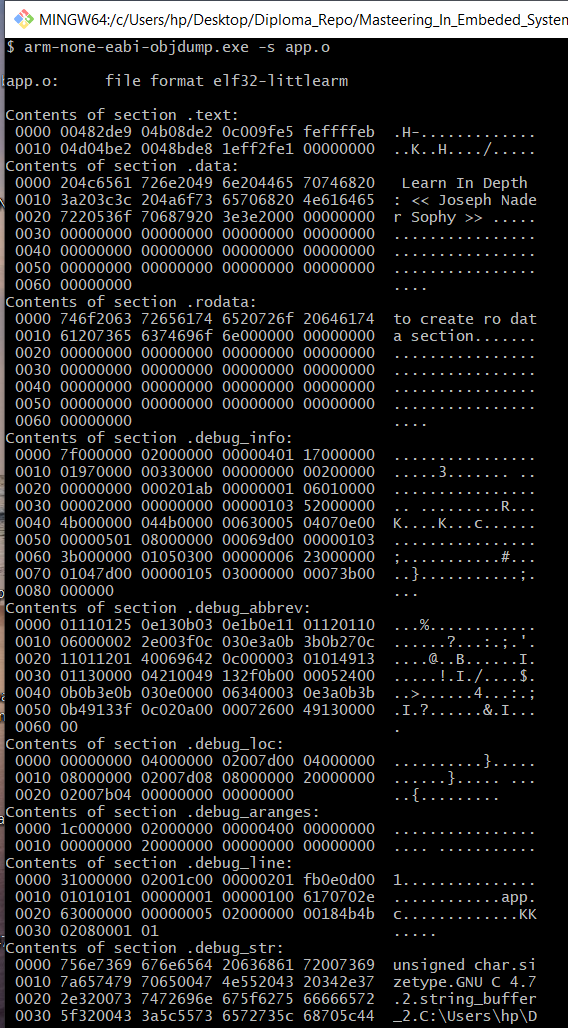 MINGW64:/c/Users/hp/Desktop/Diploma_Repo/Masteering_In_Embeded_System
$ arm-none-eabi-objdump.exe -s app.o
app.o:     file format elf32-littlearm
Contents of section .text:
 0000 00482de9 04b08de2 0c009fe5 feffffeb  .H-.............
 0010 04d04be2 0048bde8 1eff2fe1 00000000  ..K..H..../.....
Contents of section .data:
 0000 204c6561 726e2049 6e204465 70746820   Learn In Depth 
 0010 3a203c3c 204a6f73 65706820 4e616465  : << Joseph Nade
 0020 7220536f 70687920 3e3e2000 00000000  r Sophy >> .....
 0030 00000000 00000000 00000000 00000000  ................
 0040 00000000 00000000 00000000 00000000  ................
 0050 00000000 00000000 00000000 00000000  ................
 0060 00000000                             ....
Contents of section .rodata:
 0000 746f2063 72656174 6520726f 20646174  to create ro dat
 0010 61207365 6374696f 6e000000 00000000  a section.......
 0020 00000000 00000000 00000000 00000000  ................
 0030 00000000 00000000 00000000 00000000  ................
 0040 00000000 00000000 00000000 00000000  ................
 0050 00000000 00000000 00000000 00000000  ................
 0060 00000000                             ....
Contents of section .debug_info:
 0000 7f000000 02000000 00000401 17000000  ................
 0010 01970000 00330000 00000000 00200000  .....3....... ..
 0020 00000000 000201ab 00000001 06010000  ................
 0030 00002000 00000000 00000103 52000000  .. .........R...
 0040 4b000000 044b0000 00630005 04070e00  K....K...c......
 0050 00000501 08000000 00069d00 00000103  ................
 0060 3b000000 01050300 00000006 23000000  ;...........#...
 0070 01047d00 00000105 03000000 00073b00  ..}...........;.
 0080 000000                               ...
Contents of section .debug_abbrev:
 0000 01110125 0e130b03 0e1b0e11 01120110  ...%............
 0010 06000002 2e003f0c 030e3a0b 3b0b270c  ......?...:.;.'.
 0020 11011201 40069642 0c000003 01014913  ....@..B......I.
 0030 01130000 04210049 132f0b00 00052400  .....!.I./....$.
 0040 0b0b3e0b 030e0000 06340003 0e3a0b3b  ..>......4...:.;
 0050 0b49133f 0c020a00 00072600 49130000  .I.?......&.I...
 0060 00                                   .
Contents of section .debug_loc:
 0000 00000000 04000000 02007d00 04000000  ..........}.....
 0010 08000000 02007d08 08000000 20000000  ......}..... ...
 0020 02007b04 00000000 00000000           ..{.........
Contents of section .debug_aranges:
 0000 1c000000 02000000 00000400 00000000  ................
 0010 00000000 20000000 00000000 00000000  .... ...........
Contents of section .debug_line:
 0000 31000000 02001c00 00000201 fb0e0d00  1...............
 0010 01010101 00000001 00000100 6170702e  ............app.
 0020 63000000 00000005 02000000 00184b4b  c.............KK
 0030 02080001 01                          .....
Contents of section .debug_str:
 0000 756e7369 676e6564 20636861 72007369  unsigned char.si
 0010 7a657479 70650047 4e552043 20342e37  zetype.GNU C 4.7
 0020 2e320073 7472696e 675f6275 66666572  .2.string_buffer
 0030 5f320043 3a5c5573 6572735c 68705c44  _2.C:\Users\hp\D